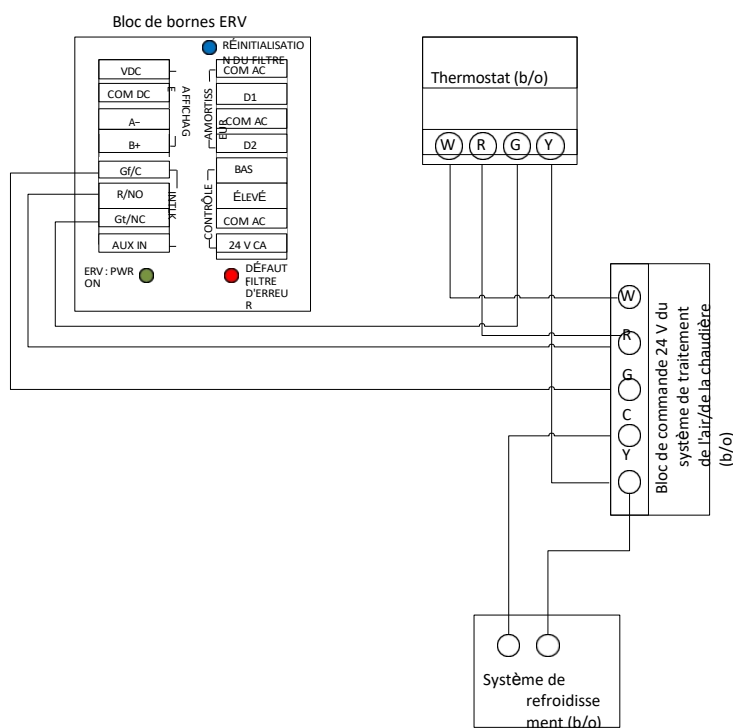 Bloc de bornes ERV
RÉINITIALISATIO
N DU FILTRE
VDC
COM DC
A–
B+
Gf/C
R/NO
Gt/NC
AUX IN
AFFICHAG
E
INTLK
COM AC
D1
COM AC
D2
BAS
ÉLEVÉ
COM AC
24 V CA
AMORTISS
EUR
CONTRÔLE
ERV : PWR
ON
DÉFAUT
FILTRE
D'ERREU
R
Thermostat (b/o)
W R G Y
W
R
G
C
Y
Bloc de commande 24 V du
système de traitement
de l'air/de la chaudière
(b/o)
Système de
refroidisse
ment (b/o)